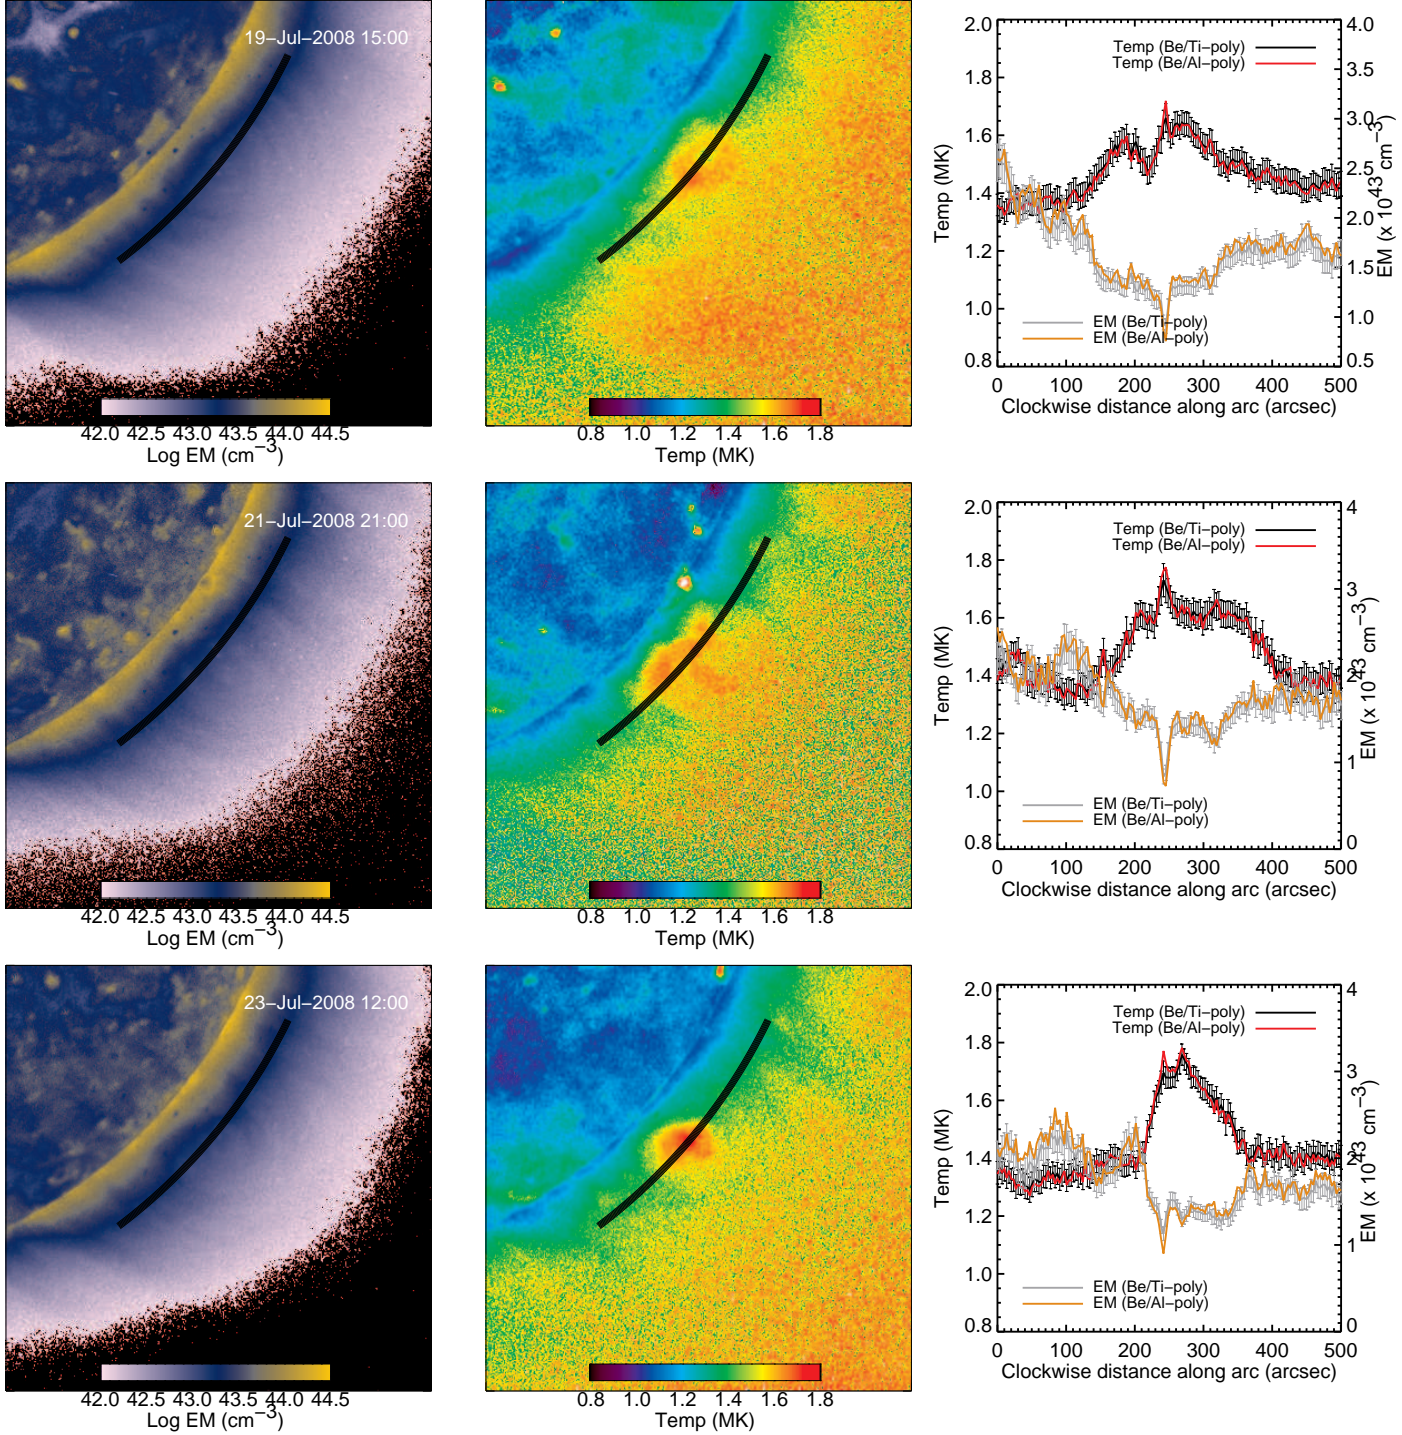 19-Jul-2008 15:00
42.0 42.5 43.0 43.5 44.0 44.5
Log EM (cm−3)
0.8 1.0 1.2 1.4 1.6 1.8
Temp (MK)
2.0
1.8
1.6
1.4
1.2
1.0
0.8
Temp (MK)
Temp (Be/Ti−poly)
Temp (Be/Al−poly)
EM (Be/Ti−poly)
EM (Be/Al−poly)
4.0
3.5
3.0
2.5
2.0
1.5
1.0
0.5
EM (x 10^43 cm−3)
0 100 200 300 400 500
Clockwise distance along arc (arcsec)
21-Jul-2008 21:00
42.0 42.5 43.0 43.5 44.0 44.5
Log EM (cm−3)
0.8 1.0 1.2 1.4 1.6 1.8
Temp (MK)
2.0
1.8
1.6
1.4
1.2
1.0
0.8
Temp (MK)
Temp (Be/Ti−poly)
Temp (Be/Al−poly)
EM (Be/Ti−poly)
EM (Be/Al−poly)
4
3
2
1
0
EM (x 10^43 cm−3)
0 100 200 300 400 500
Clockwise distance along arc (arcsec)
23-Jul-2008 12:00
42.0 42.5 43.0 43.5 44.0 44.5
Log EM (cm−3)
0.8 1.0 1.2 1.4 1.6 1.8
Temp (MK)
2.0
1.8
1.6
1.4
1.2
1.0
0.8
Temp (MK)
Temp (Be/Ti−poly)
Temp (Be/Al−poly)
EM (Be/Ti−poly)
EM (Be/Al−poly)
4
3
2
1
0
EM (x 10^43 cm−3)
0 100 200 300 400 500
Clockwise distance along arc (arcsec)